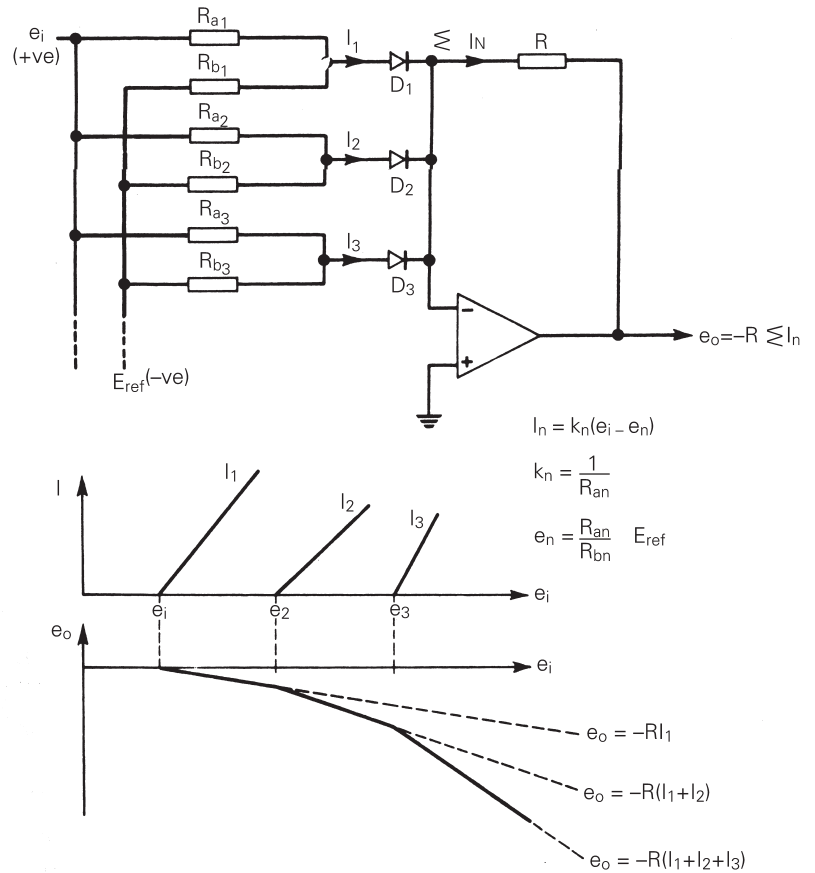 Ra1
ei
(+ve)
I1
Σ
IN
R
Rb1
D1
Ra2
I2
Rb2
D2
Ra3
I3
Rb3
D3
−
+
eo=−R ΣIn
Eref(−ve)
In = kn(ei − en)
kn = 1/Ran
en = Ran/Rbn Eref
I
I1
I2
I3
ei
e2
e3
ei
eo
ei
eo = −RI1
eo = −R(I1+I2)
eo = −R(I1+I2+I3)